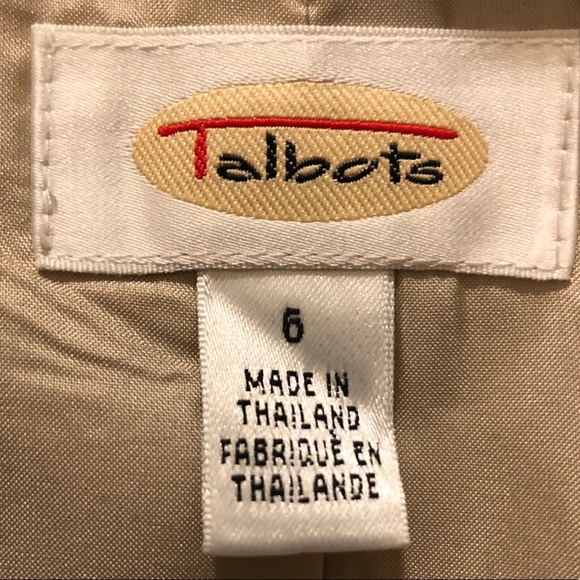 Talbots
6
MADE IN
THAILAND
FABRIQUÉ EN
THAILANDE